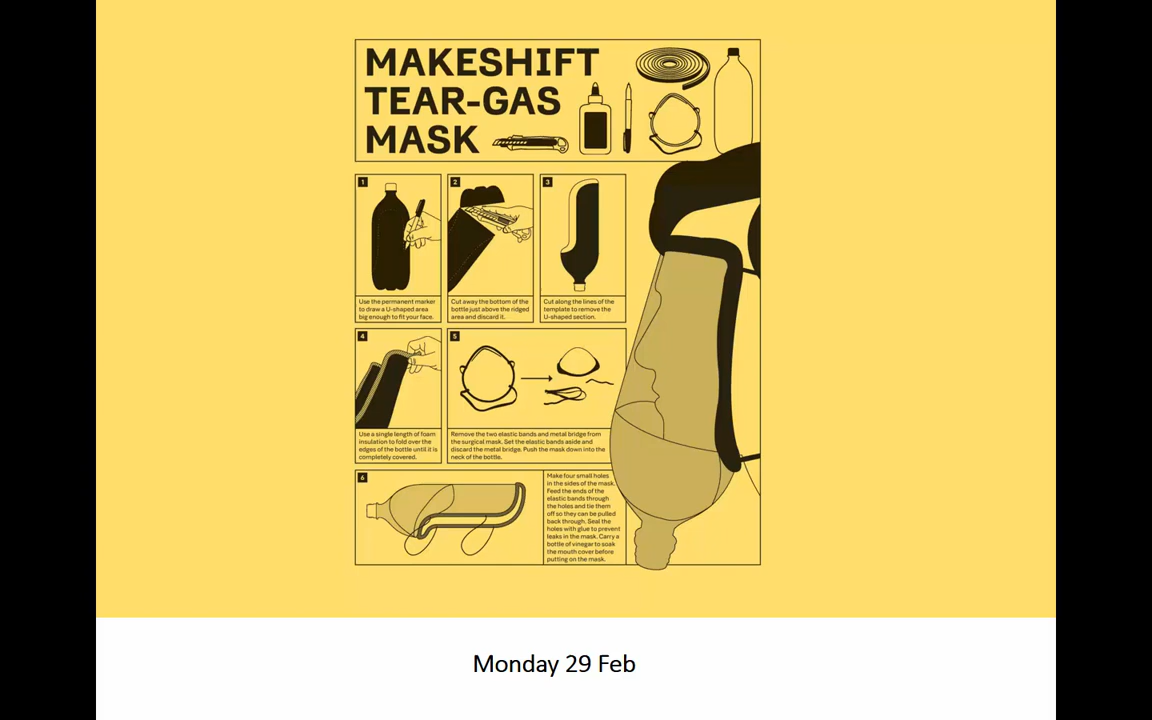 MAKESHIFT
TEAR-GAS
MASK
1
Use the permanent marker
to draw a U-shaped area
big enough to fit your face.
2
Cut away the bottom of the
bottle just above the ridged
area and discard it.
3
Cut along the lines of the
template to remove the
U-shaped section.
4
Use a single length of foam
insulation to fold over the
edges of the bottle until it is
completely covered.
5
Remove the two elastic bands and metal bridge from
the surgical mask. Set the elastic bands aside and
discard the metal bridge. Push the mask down into the
neck of the bottle.
6
Make four small holes
in the sides of the mask.
Feed the ends of the
elastic bands through
the holes and tie them
off so they can be pulled
back through. Seal the
holes with glue to prevent
leaks in the mask. Carry a
bottle of vinegar to soak
the mouth cover before
putting on the mask.
Monday 29 Feb